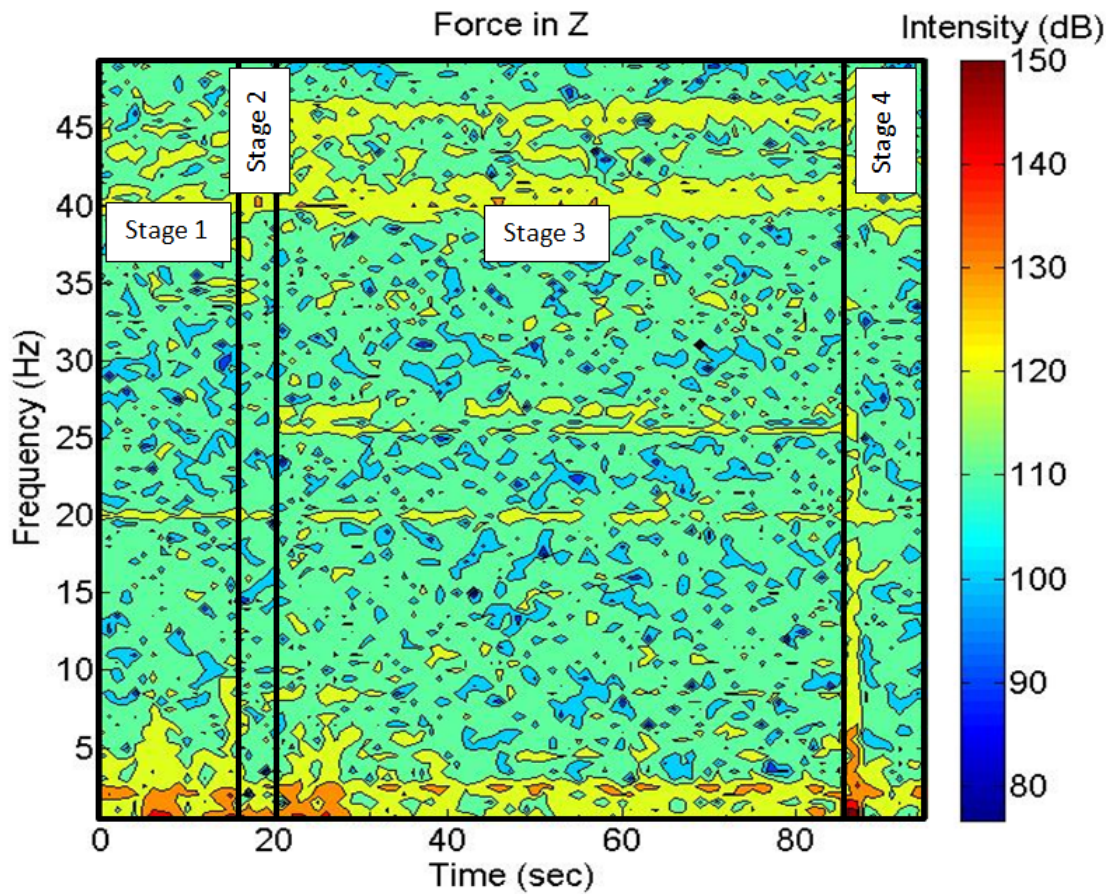 Force in Z
Intensity (dB)
Stage 1
Stage 2
Stage 3
Stage 4
Frequency (Hz)
45
40
35
30
25
20
15
10
5
0
20
40
60
80
Time (sec)
150
140
130
120
110
100
90
80